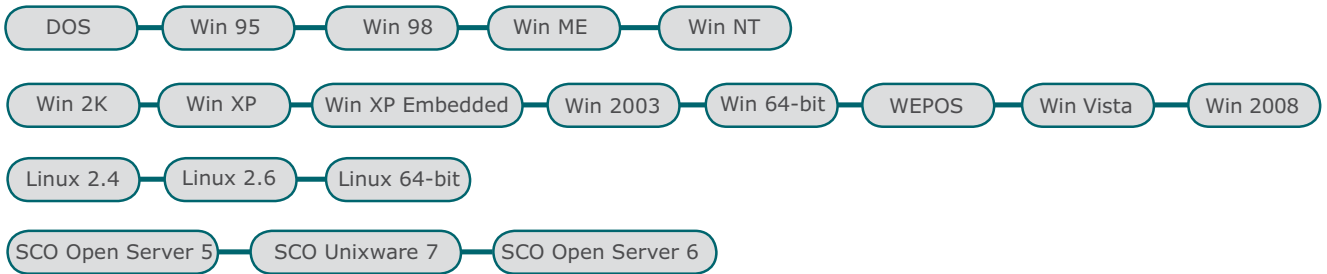 DOS Win 95 Win 98 Win ME Win NT
Win 2K Win XP Win XP Embedded Win 2003 Win 64-bit WEPOS Win Vista Win 2008
Linux 2.4 Linux 2.6 Linux 64-bit
SCO Open Server 5 SCO Unixware 7 SCO Open Server 6